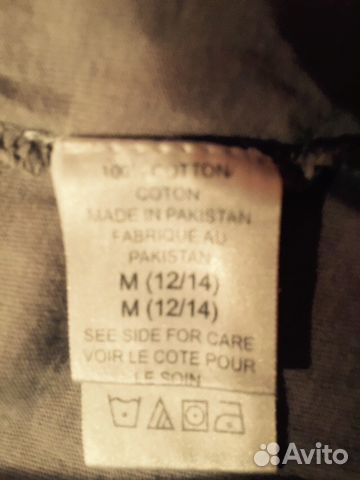 100% COTTON
COTON
MADE IN PAKISTAN
FABRIQUE AU
PAKISTAN
M (12/14)
M (12/14)
SEE SIDE FOR CARE
VOIR LE COTE POUR
LE SOIN
Avito